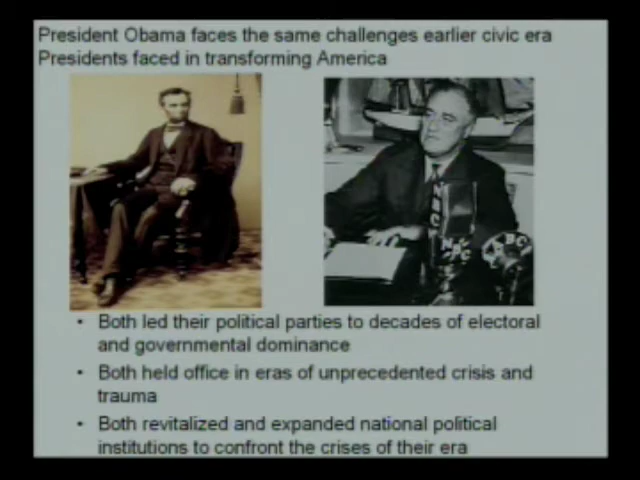 President Obama faces the same challenges earlier civic era
Presidents faced in transforming America
NBC
NBC
• Both led their political parties to decades of electoral
and governmental dominance
• Both held office in eras of unprecedented crisis and
trauma
• Both revitalized and expanded national political
institutions to confront the crises of their era